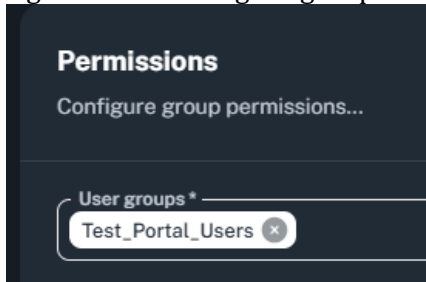 Permissions
Configure group permissions...
User groups *
Test_Portal_Users